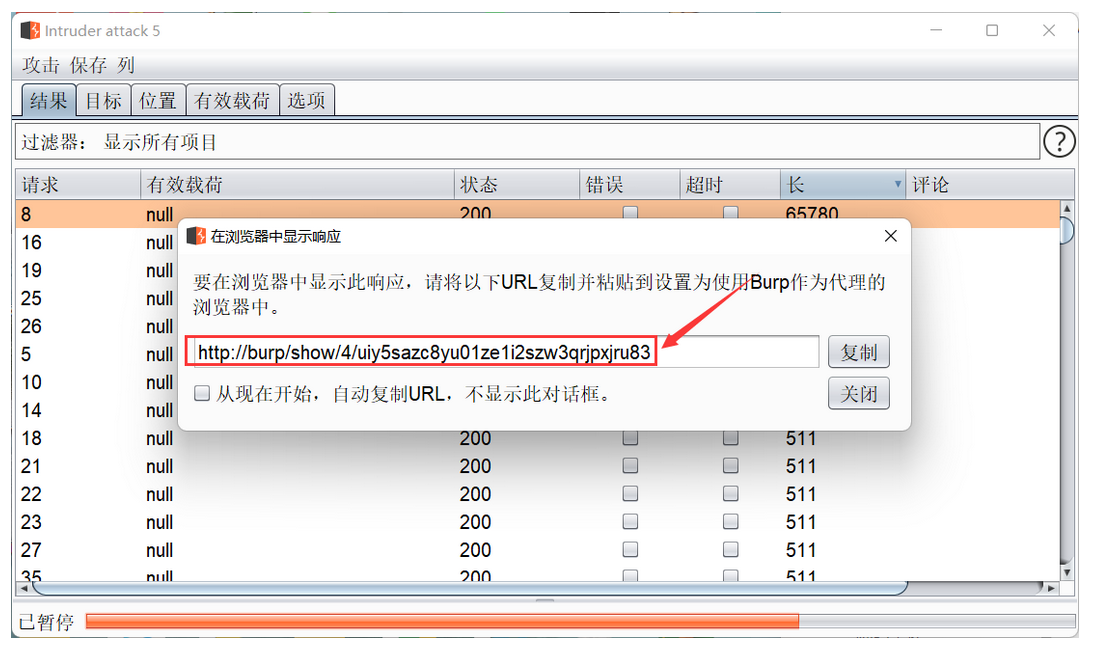 Intruder attack 5
攻击 保存 列
结果 目标 位置 有效载荷 选项
过滤器： 显示所有项目 ?
请求 有效载荷 状态 错误 超时 长 评论
8 null 200 65780
16 null
在浏览器中显示响应
19 null
要在浏览器中显示此响应，请将以下URL复制并粘贴到设置为使用Burp作为代理的
浏览器中。
25 null
26 null
http://burp/show/4/uiy5sazc8yu01ze1i2szw3qrjpxjru83 复制
5 null
从现在开始，自动复制URL，不显示此对话框。 关闭
10 null
14 null
18 null 200 511
21 null 200 511
22 null 200 511
23 null 200 511
27 null 200 511
35 null 200 511
已暂停